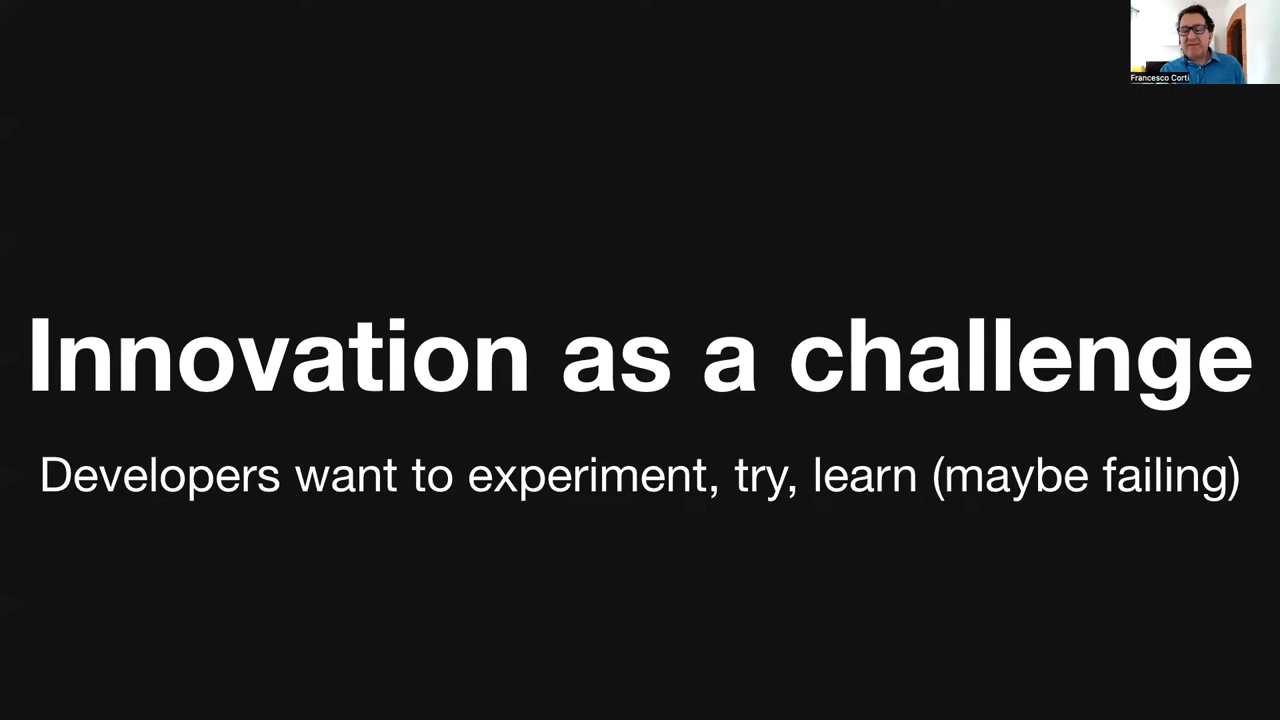 Francesco Corti
Innovation as a challenge
Developers want to experiment, try, learn (maybe failing)